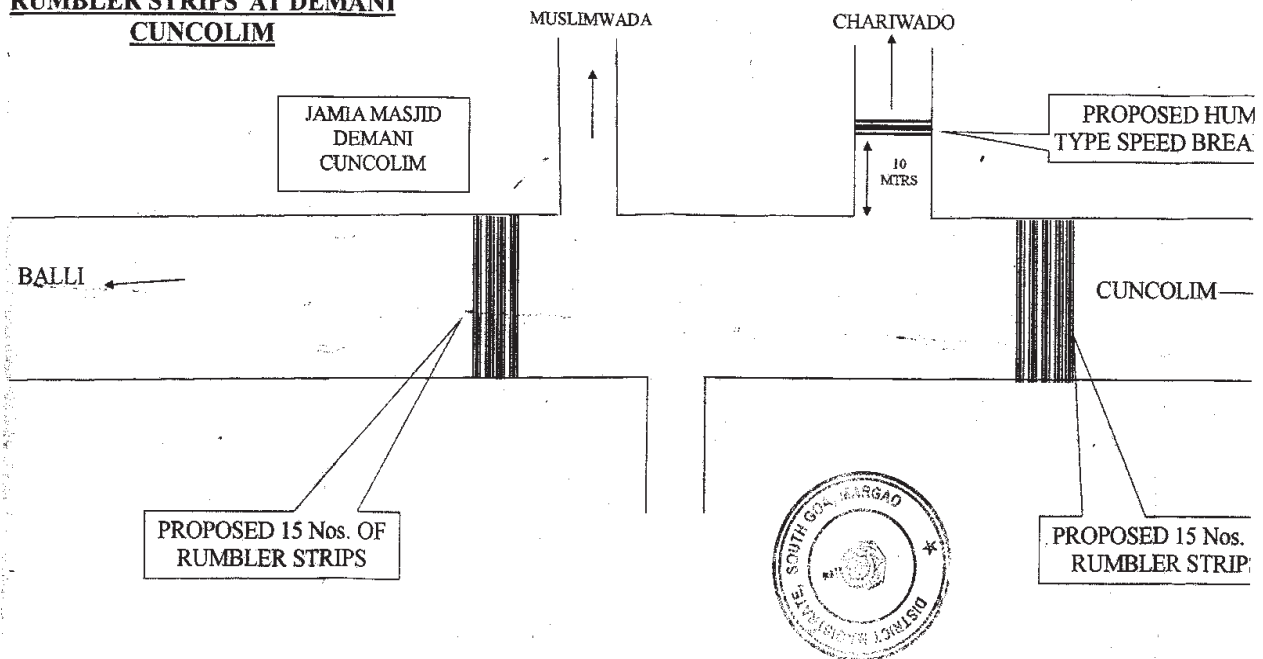 RUMBLER STRIPS AT DEMANI
CUNCOLIM
MUSLIMWADA
CHARIWADO
JAMIA MASJID
DEMANI
CUNCOLIM
PROPOSED HUM
TYPE SPEED BREA
10
MTRS
BALLI
CUNCOLIM
PROPOSED 15 Nos. OF
RUMBLER STRIPS
PROPOSED 15 Nos.
RUMBLER STRIP
DISTRICT MAGISTRATE, SOUTH GOA, MARGAO